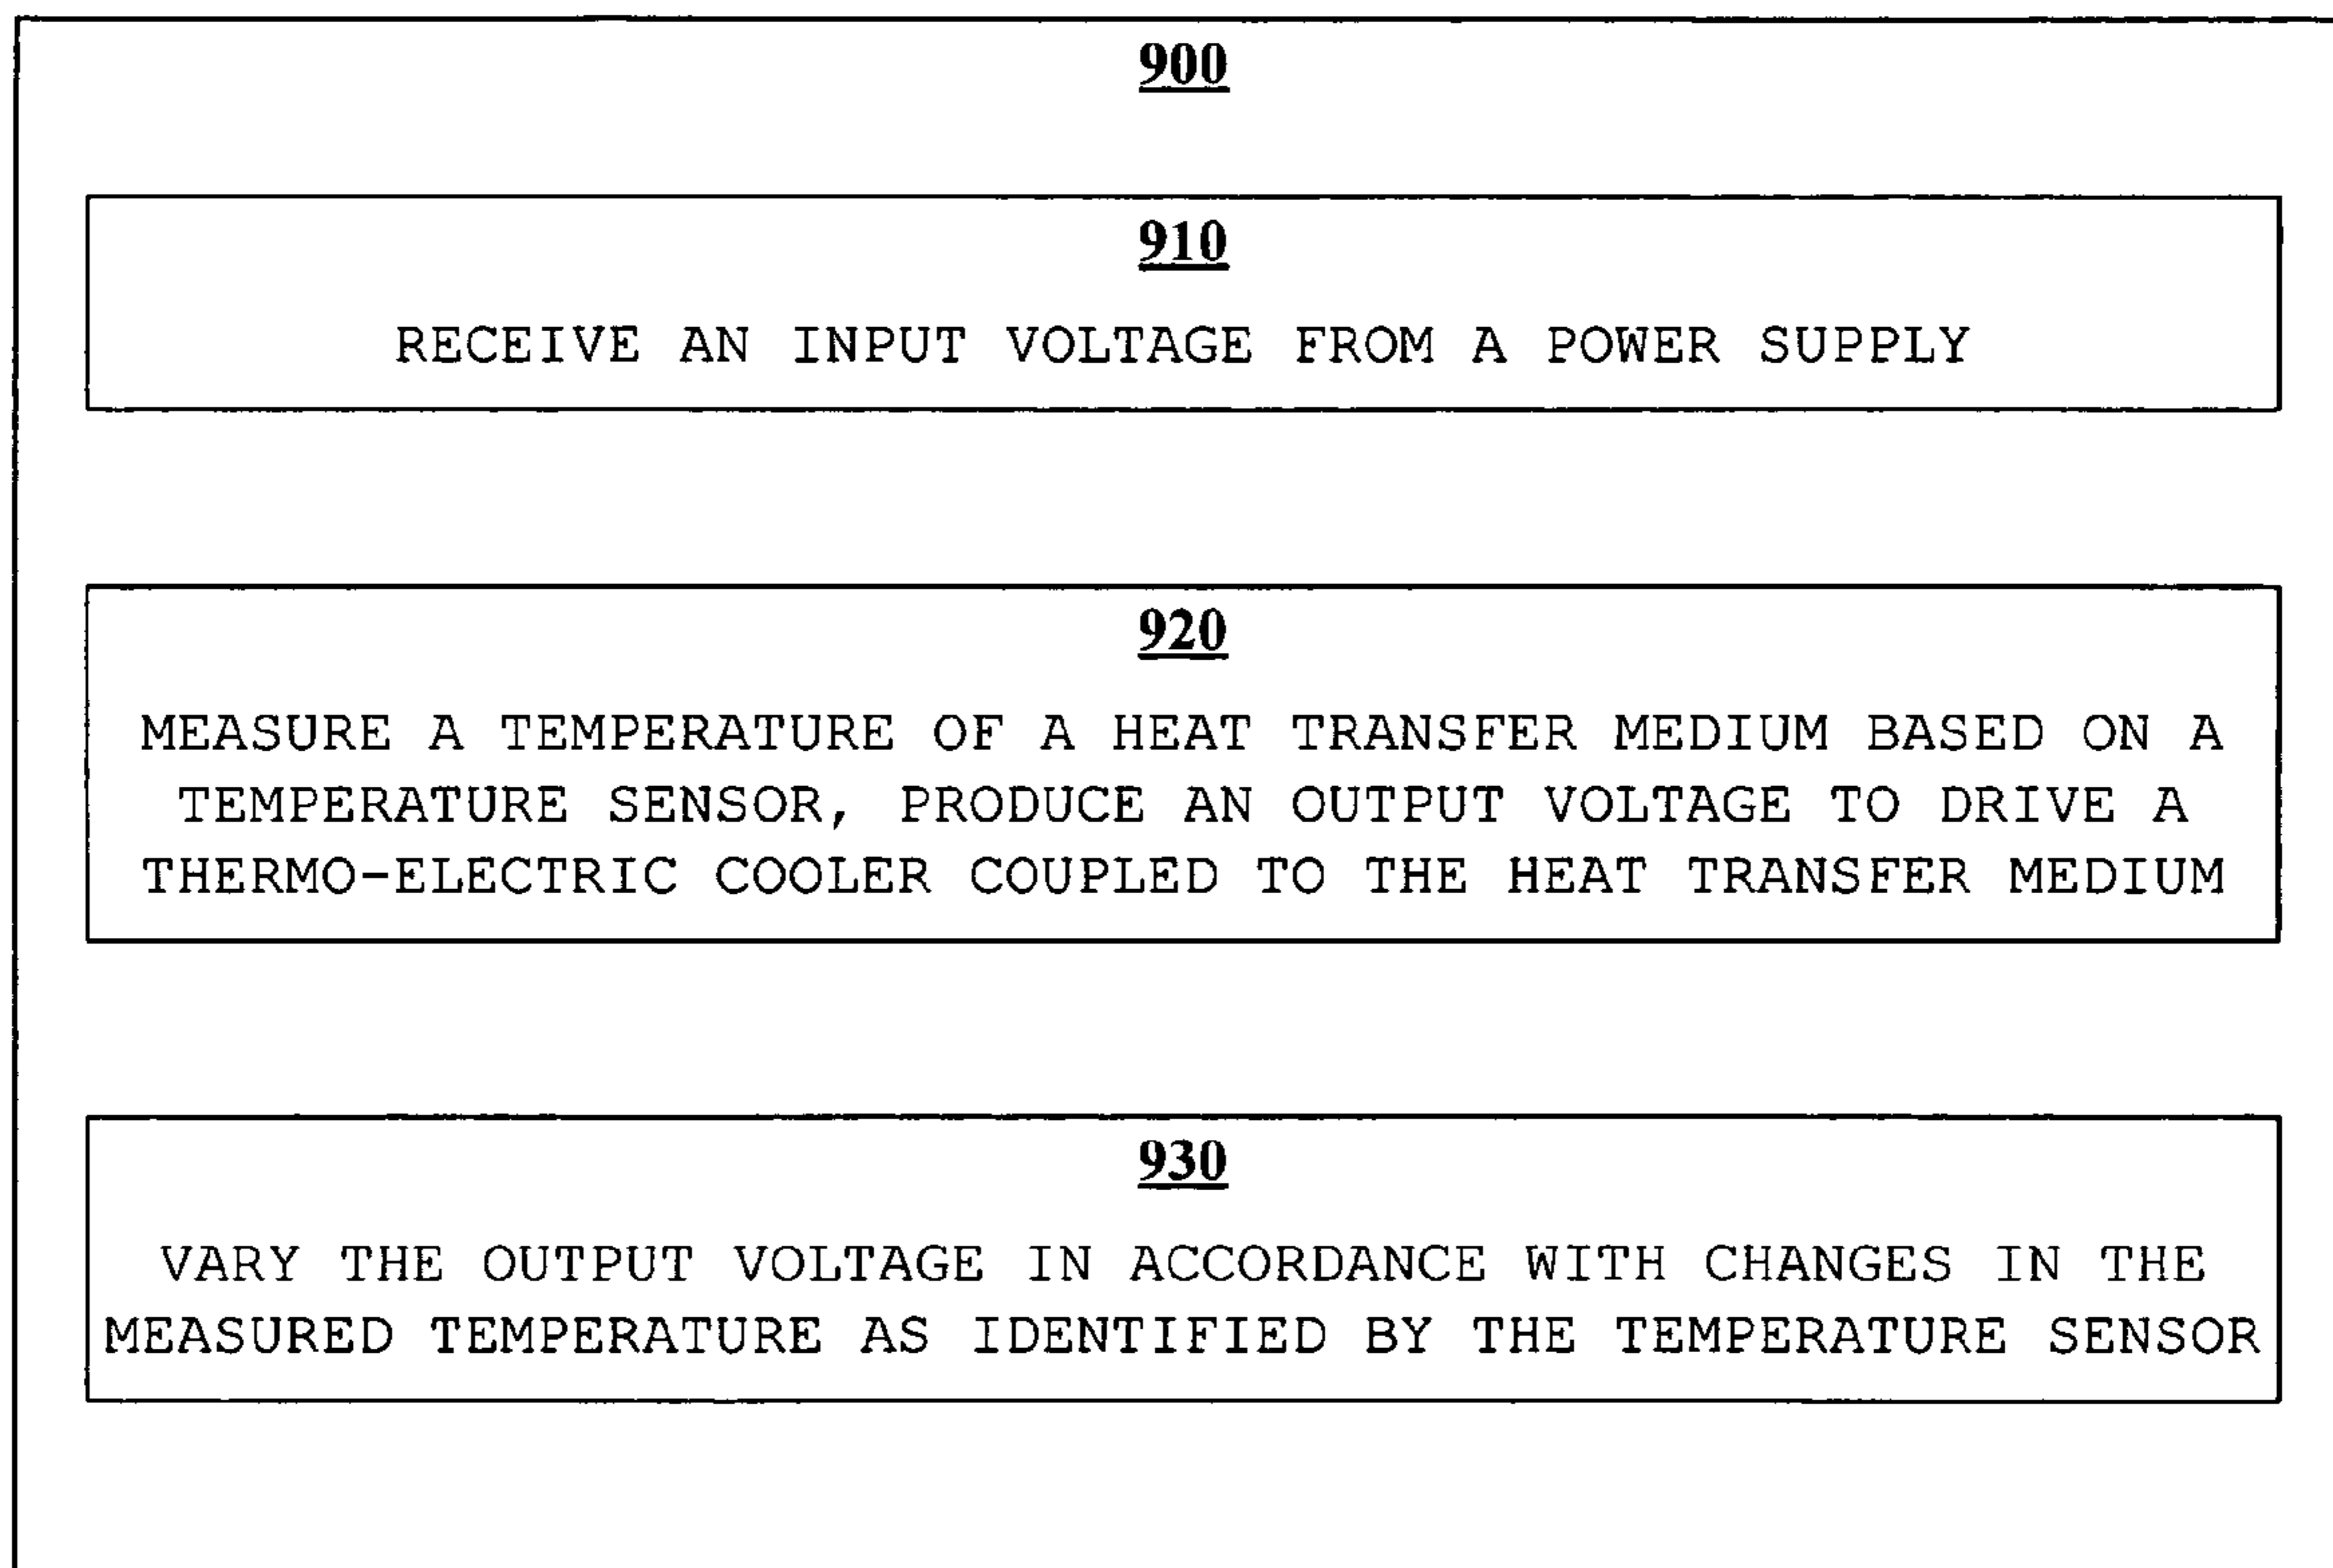 900
910
RECEIVE AN INPUT VOLTAGE FROM A POWER SUPPLY
920
MEASURE A TEMPERATURE OF A HEAT TRANSFER MEDIUM BASED ON A
TEMPERATURE SENSOR, PRODUCE AN OUTPUT VOLTAGE TO DRIVE A
THERMO-ELECTRIC COOLER COUPLED TO THE HEAT TRANSFER MEDIUM
930
VARY THE OUTPUT VOLTAGE IN ACCORDANCE WITH CHANGES IN THE
MEASURED TEMPERATURE AS IDENTIFIED BY THE TEMPERATURE SENSOR